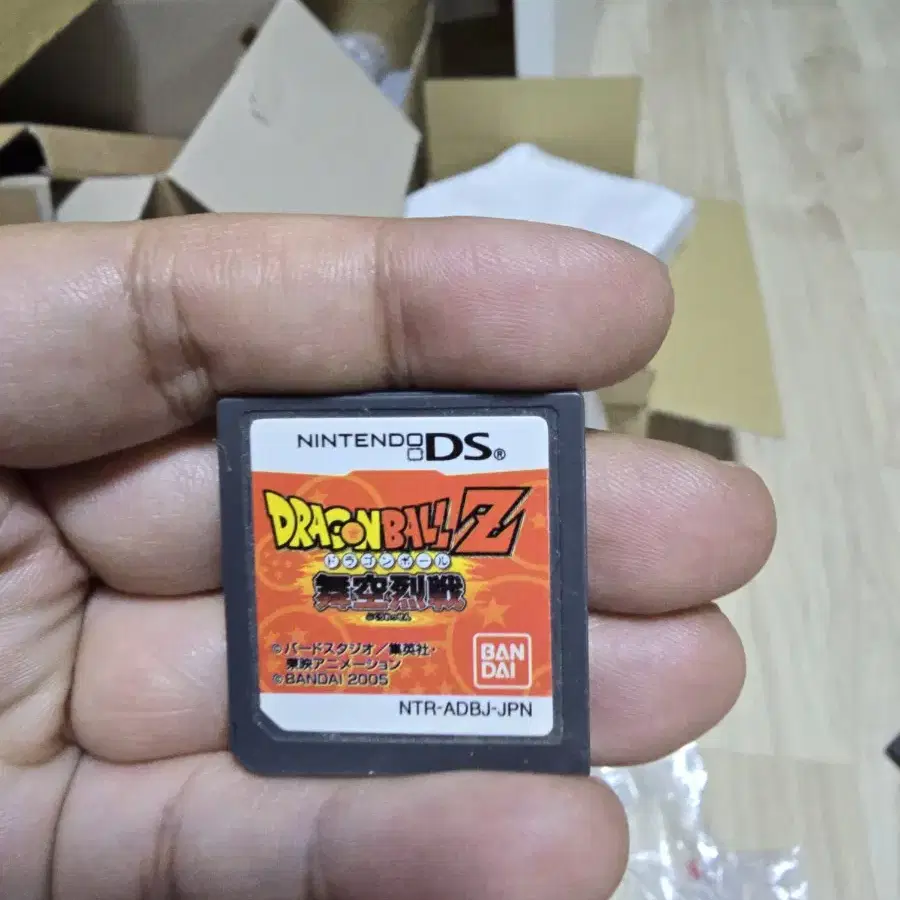 NINTENDO DS®
DRAGONBALL Z
ドラゴンボール
舞空烈戦
©バードスタジオ／集英社・
東映アニメーション
©BANDAI 2005
BAN
DAI
NTR-ADBJ-JPN